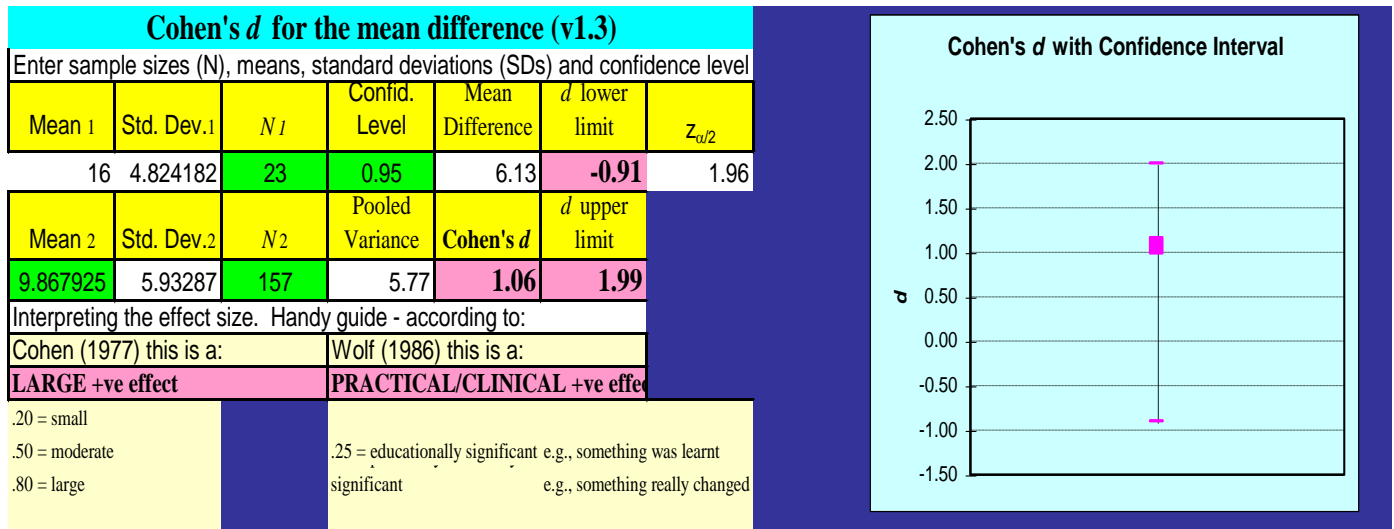 Cohen's d for the mean difference (v1.3)
Enter sample sizes (N), means, standard deviations (SDs) and confidence level
Mean 1 Std. Dev.1 N1 Confid. Level Mean Difference d lower limit zα/2
16 4.824182 23 0.95 6.13 -0.91 1.96
Mean 2 Std. Dev.2 N2 Pooled Variance Cohen's d d upper limit
9.867925 5.93287 157 5.77 1.06 1.99
Interpreting the effect size. Handy guide - according to:
Cohen (1977) this is a: Wolf (1986) this is a:
LARGE +ve effect PRACTICAL/CLINICAL +ve effe
.20 = small
.50 = moderate .25 = educationally significant e.g., something was learnt
.80 = large significant e.g., something really changed
Cohen's d with Confidence Interval
2.50
2.00
1.50
1.00
0.50
0.00
-0.50
-1.00
-1.50
d